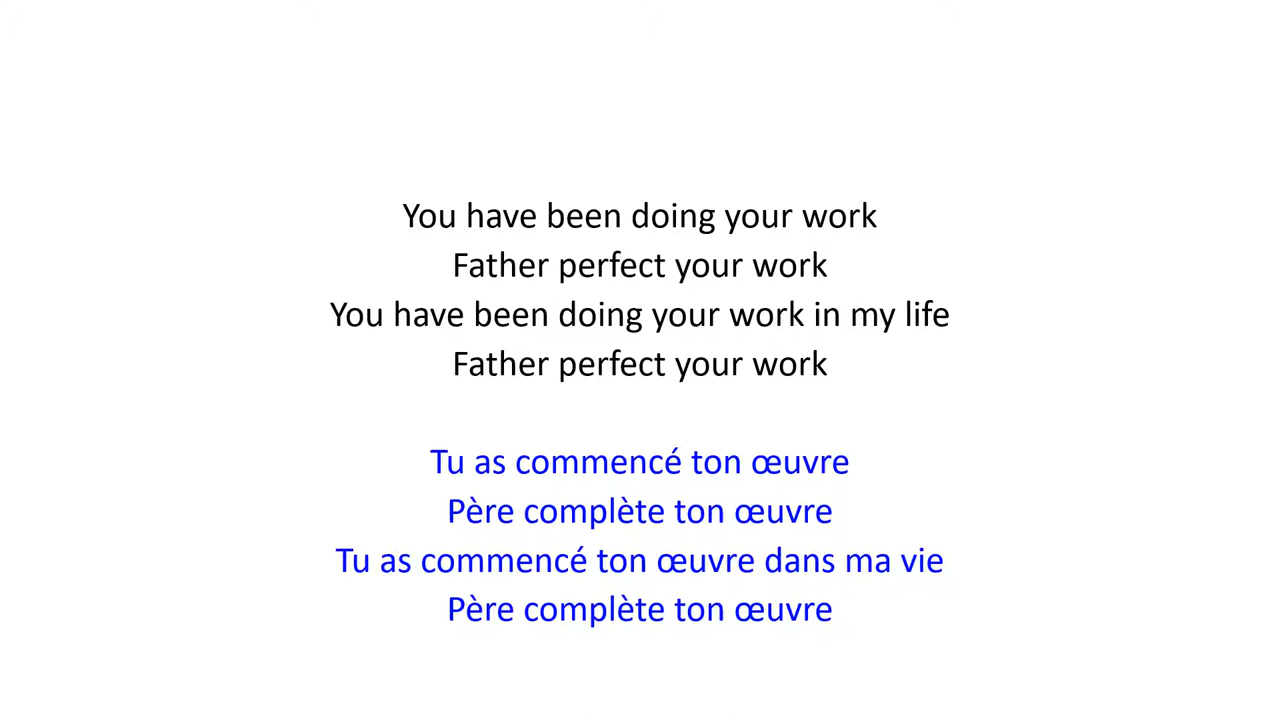 You have been doing your work
Father perfect your work
You have been doing your work in my life
Father perfect your work
Tu as commencé ton œuvre
Père complète ton œuvre
Tu as commencé ton œuvre dans ma vie
Père complète ton œuvre